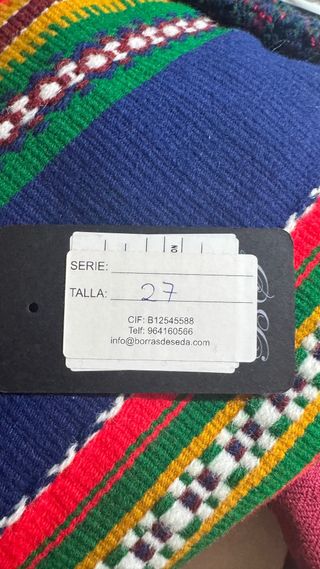 SERIE:
TALLA: 27
CIF: B12545588
Telf: 964160566
info@borrasdeseda.com